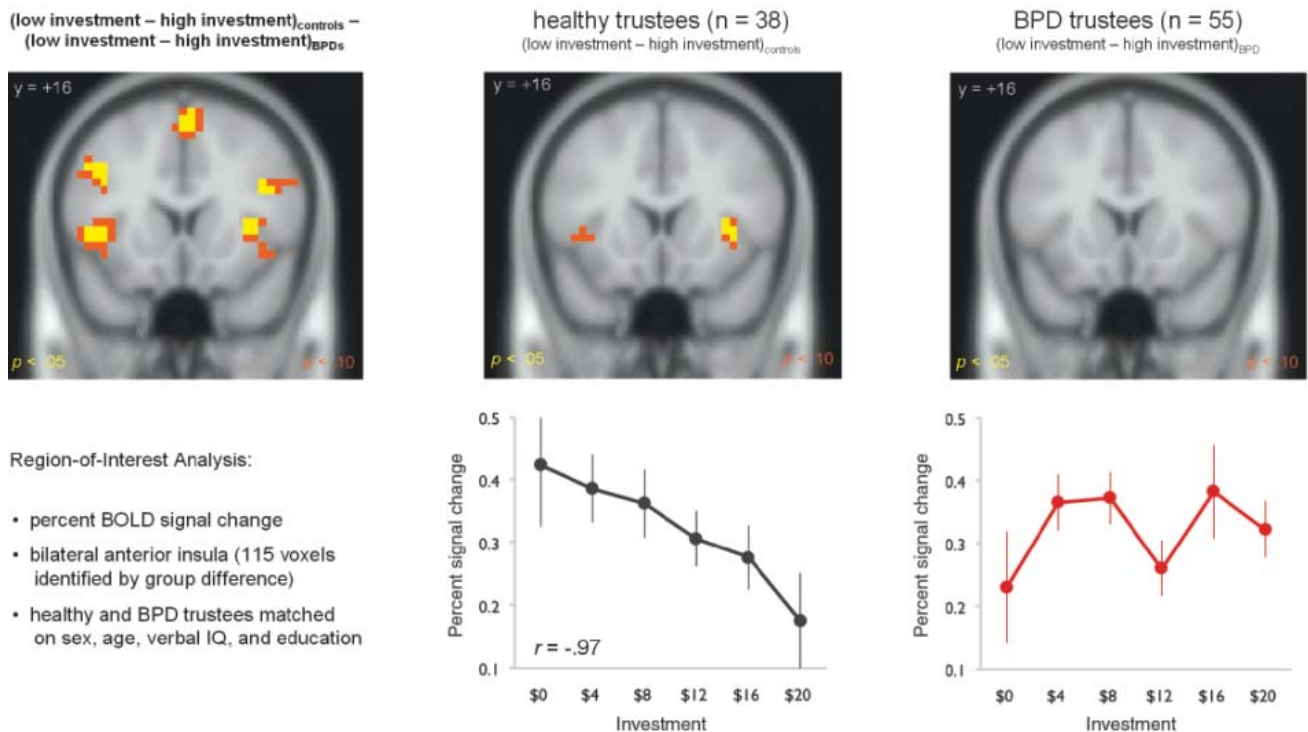 (low investment – high investment)controls –
(low investment – high investment)BPDs
y = +16
p < .05
p < .10
Region-of-Interest Analysis:
• percent BOLD signal change
• bilateral anterior insula (115 voxels
identified by group difference)
• healthy and BPD trustees matched
on sex, age, verbal IQ, and education
healthy trustees (n = 38)
(low investment – high investment)controls
y = +16
p < .05
p < .10
Percent signal change
0.5
0.4
0.3
0.2
0.1
r = -.97
$0 $4 $8 $12 $16 $20
Investment
BPD trustees (n = 55)
(low investment – high investment)BPD
y = +16
p < .05
p < .10
Percent signal change
0.5
0.4
0.3
0.2
0.1
$0 $4 $8 $12 $16 $20
Investment